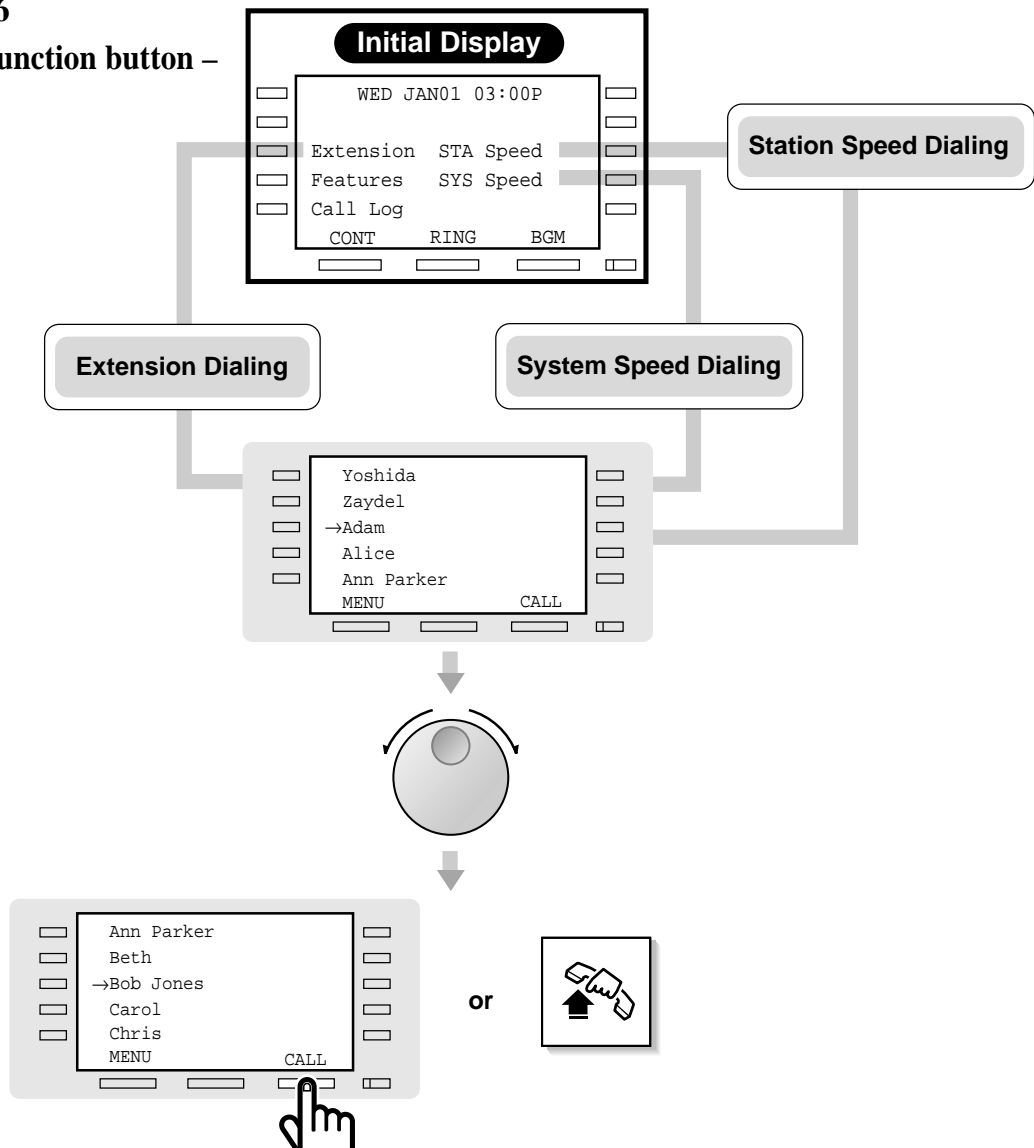 6
unction button –
Initial Display
WED JAN01 03:00P
Extension STA Speed
Features SYS Speed
Call Log
CONT RING BGM
Station Speed Dialing
Extension Dialing
System Speed Dialing
Yoshida
Zaydel
→Adam
Alice
Ann Parker
MENU CALL
Ann Parker
Beth
→Bob Jones
Carol
Chris
MENU CALL
or